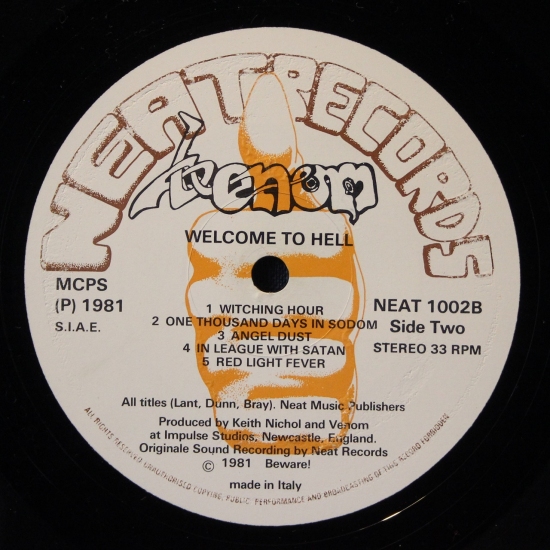 NEAT RECORDS
Venom
WELCOME TO HELL
MCPS
(P) 1981
S.I.A.E.
NEAT 1002B
Side Two
STEREO 33 RPM
1 WITCHING HOUR
2 ONE THOUSAND DAYS IN SODOM
3 ANGEL DUST
4 IN LEAGUE WITH SATAN
5 RED LIGHT FEVER
All titles (Lant, Dunn, Bray). Neat Music Publishers
Produced by Keith Nichol and Venom
at Impulse Studios, Newcastle, England.
Originale Sound Recording by Neat Records
© 1981 Beware!
made in Italy
ALL RIGHTS RESERVED UNAUTHORISED COPYING, PUBLIC PERFORMANCE AND BROADCASTING OF THIS RECORD FORBIDDEN